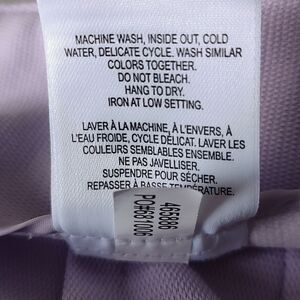 MACHINE WASH, INSIDE OUT, COLD
WATER, DELICATE CYCLE. WASH SIMILAR
COLORS TOGETHER.
DO NOT BLEACH.
HANG TO DRY.
IRON AT LOW SETTING.
LAVER À LA MACHINE, À L'ENVERS, À
L'EAU FROIDE, CYCLE DÉLICAT. LAVER LES
COULEURS SEMBLABLES ENSEMBLE.
NE PAS JAVELLISER.
SUSPENDRE POUR SÉCHER.
REPASSER À BASSE TEMPÉRATURE.